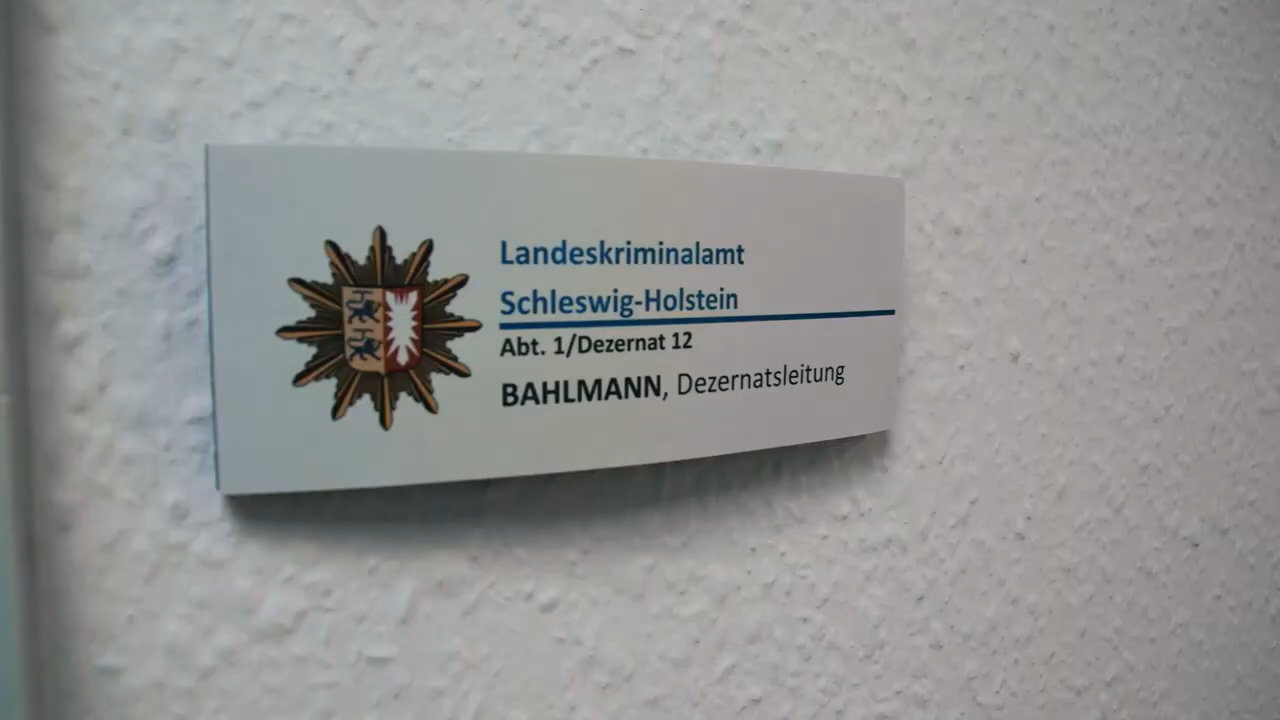 Landeskriminalamt
Schleswig-Holstein
Abt. 1/Dezernat 12
BAHLMANN, Dezernatsleitung